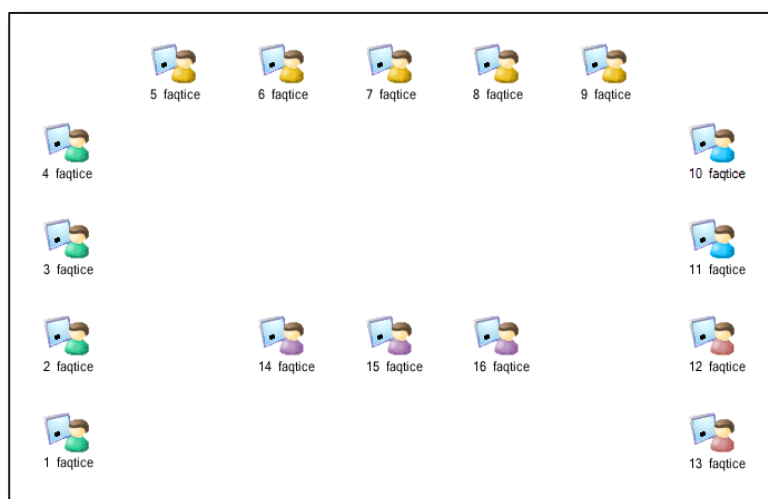 5 faqtice
6 faqtice
7 faqtice
8 faqtice
9 faqtice
4 faqtice
10 faqtice
3 faqtice
11 faqtice
2 faqtice
14 faqtice
15 faqtice
16 faqtice
12 faqtice
1 faqtice
13 faqtice